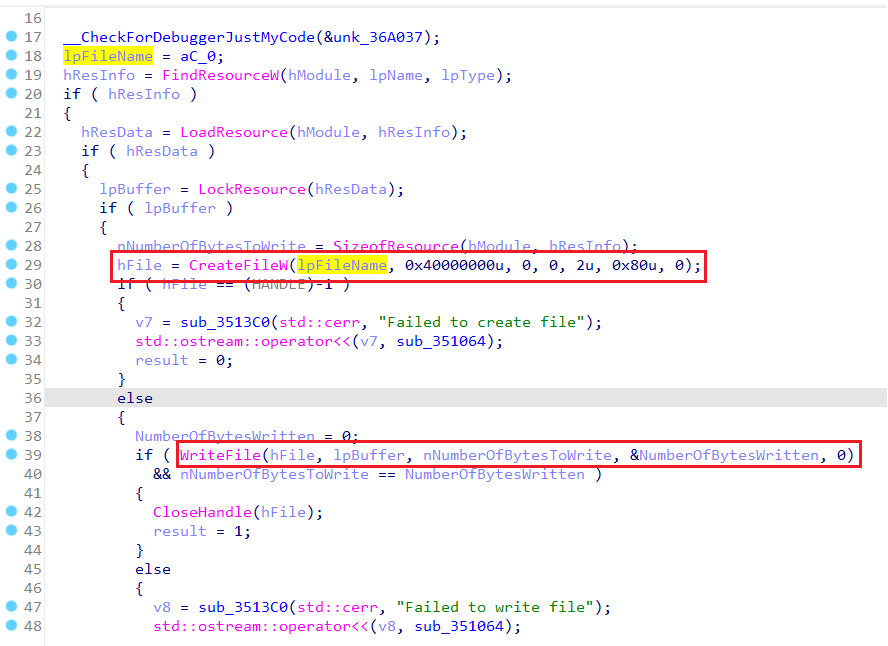 16
17 __CheckForDebuggerJustMyCode(&unk_36A037);
18 lpFileName = aC_0;
19 hResInfo = FindResourceW(hModule, lpName, lpType);
20 if ( hResInfo )
21 {
22 hResData = LoadResource(hModule, hResInfo);
23 if ( hResData )
24 {
25 lpBuffer = LockResource(hResData);
26 if ( lpBuffer )
27 {
28 nNumberOfBytesToWrite = SizeofResource(hModule, hResInfo);
29 hFile = CreateFileW(lpFileName, 0x40000000u, 0, 0, 2u, 0x80u, 0);
30 if ( hFile == (HANDLE)-1 )
31 {
32 v7 = sub_3513C0(std::cerr, "Failed to create file");
33 std::ostream::operator<<(v7, sub_351064);
34 result = 0;
35 }
36 else
37 {
38 NumberOfBytesWritten = 0;
39 if ( WriteFile(hFile, lpBuffer, nNumberOfBytesToWrite, &NumberOfBytesWritten, 0)
40 && nNumberOfBytesToWrite == NumberOfBytesWritten )
41 {
42 CloseHandle(hFile);
43 result = 1;
44 }
45 else
46 {
47 v8 = sub_3513C0(std::cerr, "Failed to write file");
48 std::ostream::operator<<(v8, sub_351064);